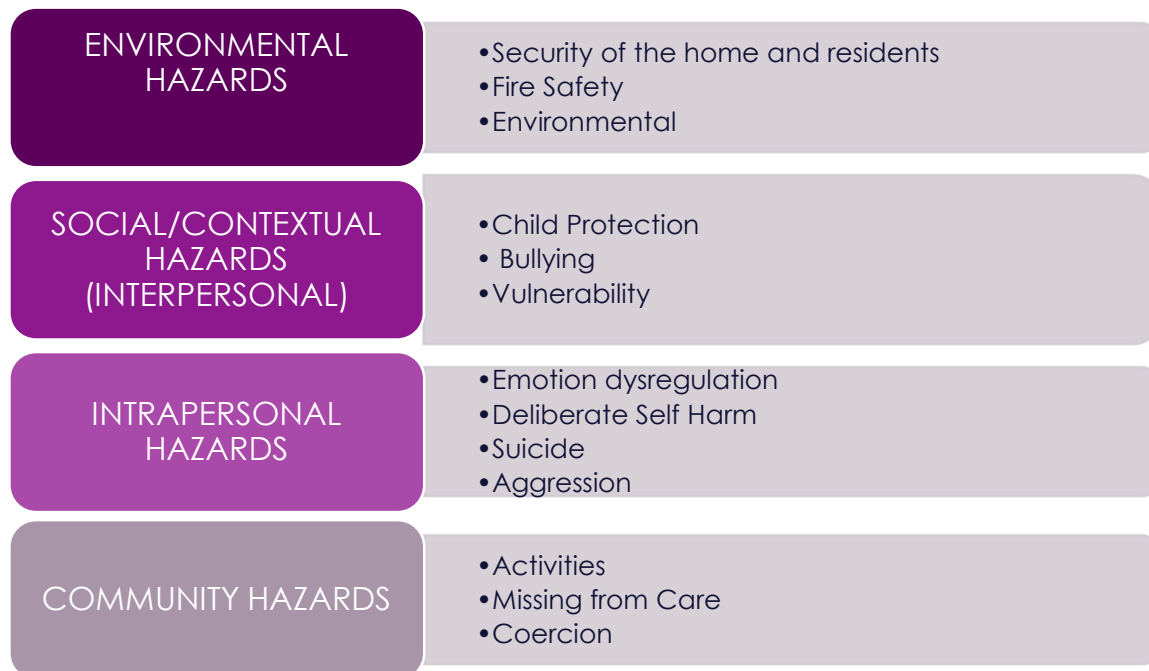 ENVIRONMENTAL
HAZARDS
•Security of the home and residents
•Fire Safety
•Environmental
SOCIAL/CONTEXTUAL
HAZARDS
(INTERPERSONAL)
•Child Protection
• Bullying
•Vulnerability
INTRAPERSONAL
HAZARDS
•Emotion dysregulation
•Deliberate Self Harm
•Suicide
•Aggression
COMMUNITY HAZARDS
•Activities
•Missing from Care
•Coercion